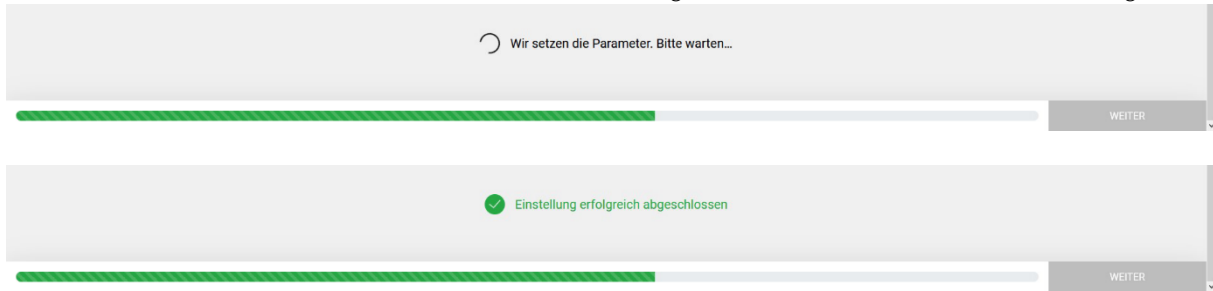 Wir setzen die Parameter. Bitte warten...
WEITER
Einstellung erfolgreich abgeschlossen
WEITER